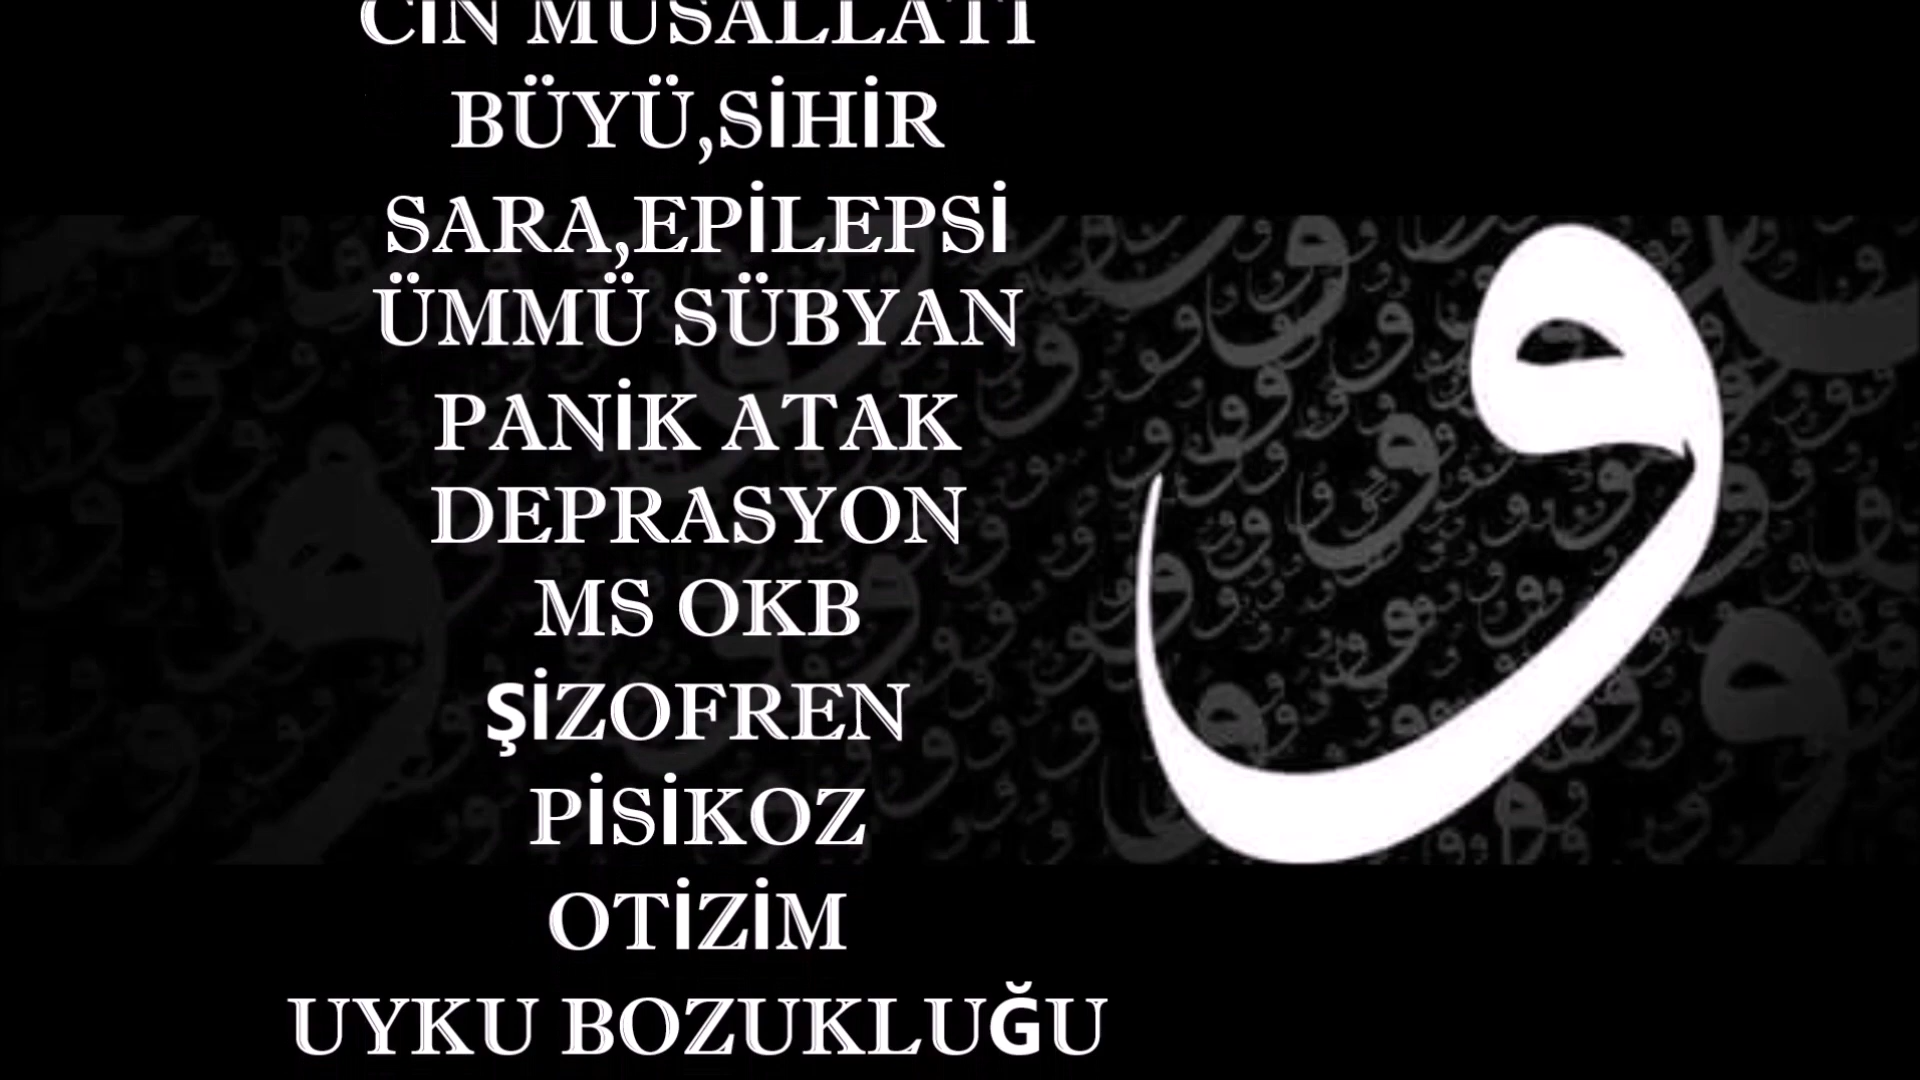 CİN MUSALLATI
BÜYÜ,SİHİR
SARA,EPİLEPSİ
ÜMMÜ SÜBYAN
PANİK ATAK
DEPRASYON
MS OKB
ŞİZOFREN
PİSİKOZ
OTİZİM
UYKU BOZUKLUĞU
و